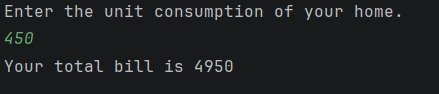 Enter the unit consumption of your home.
450
Your total bill is 4950